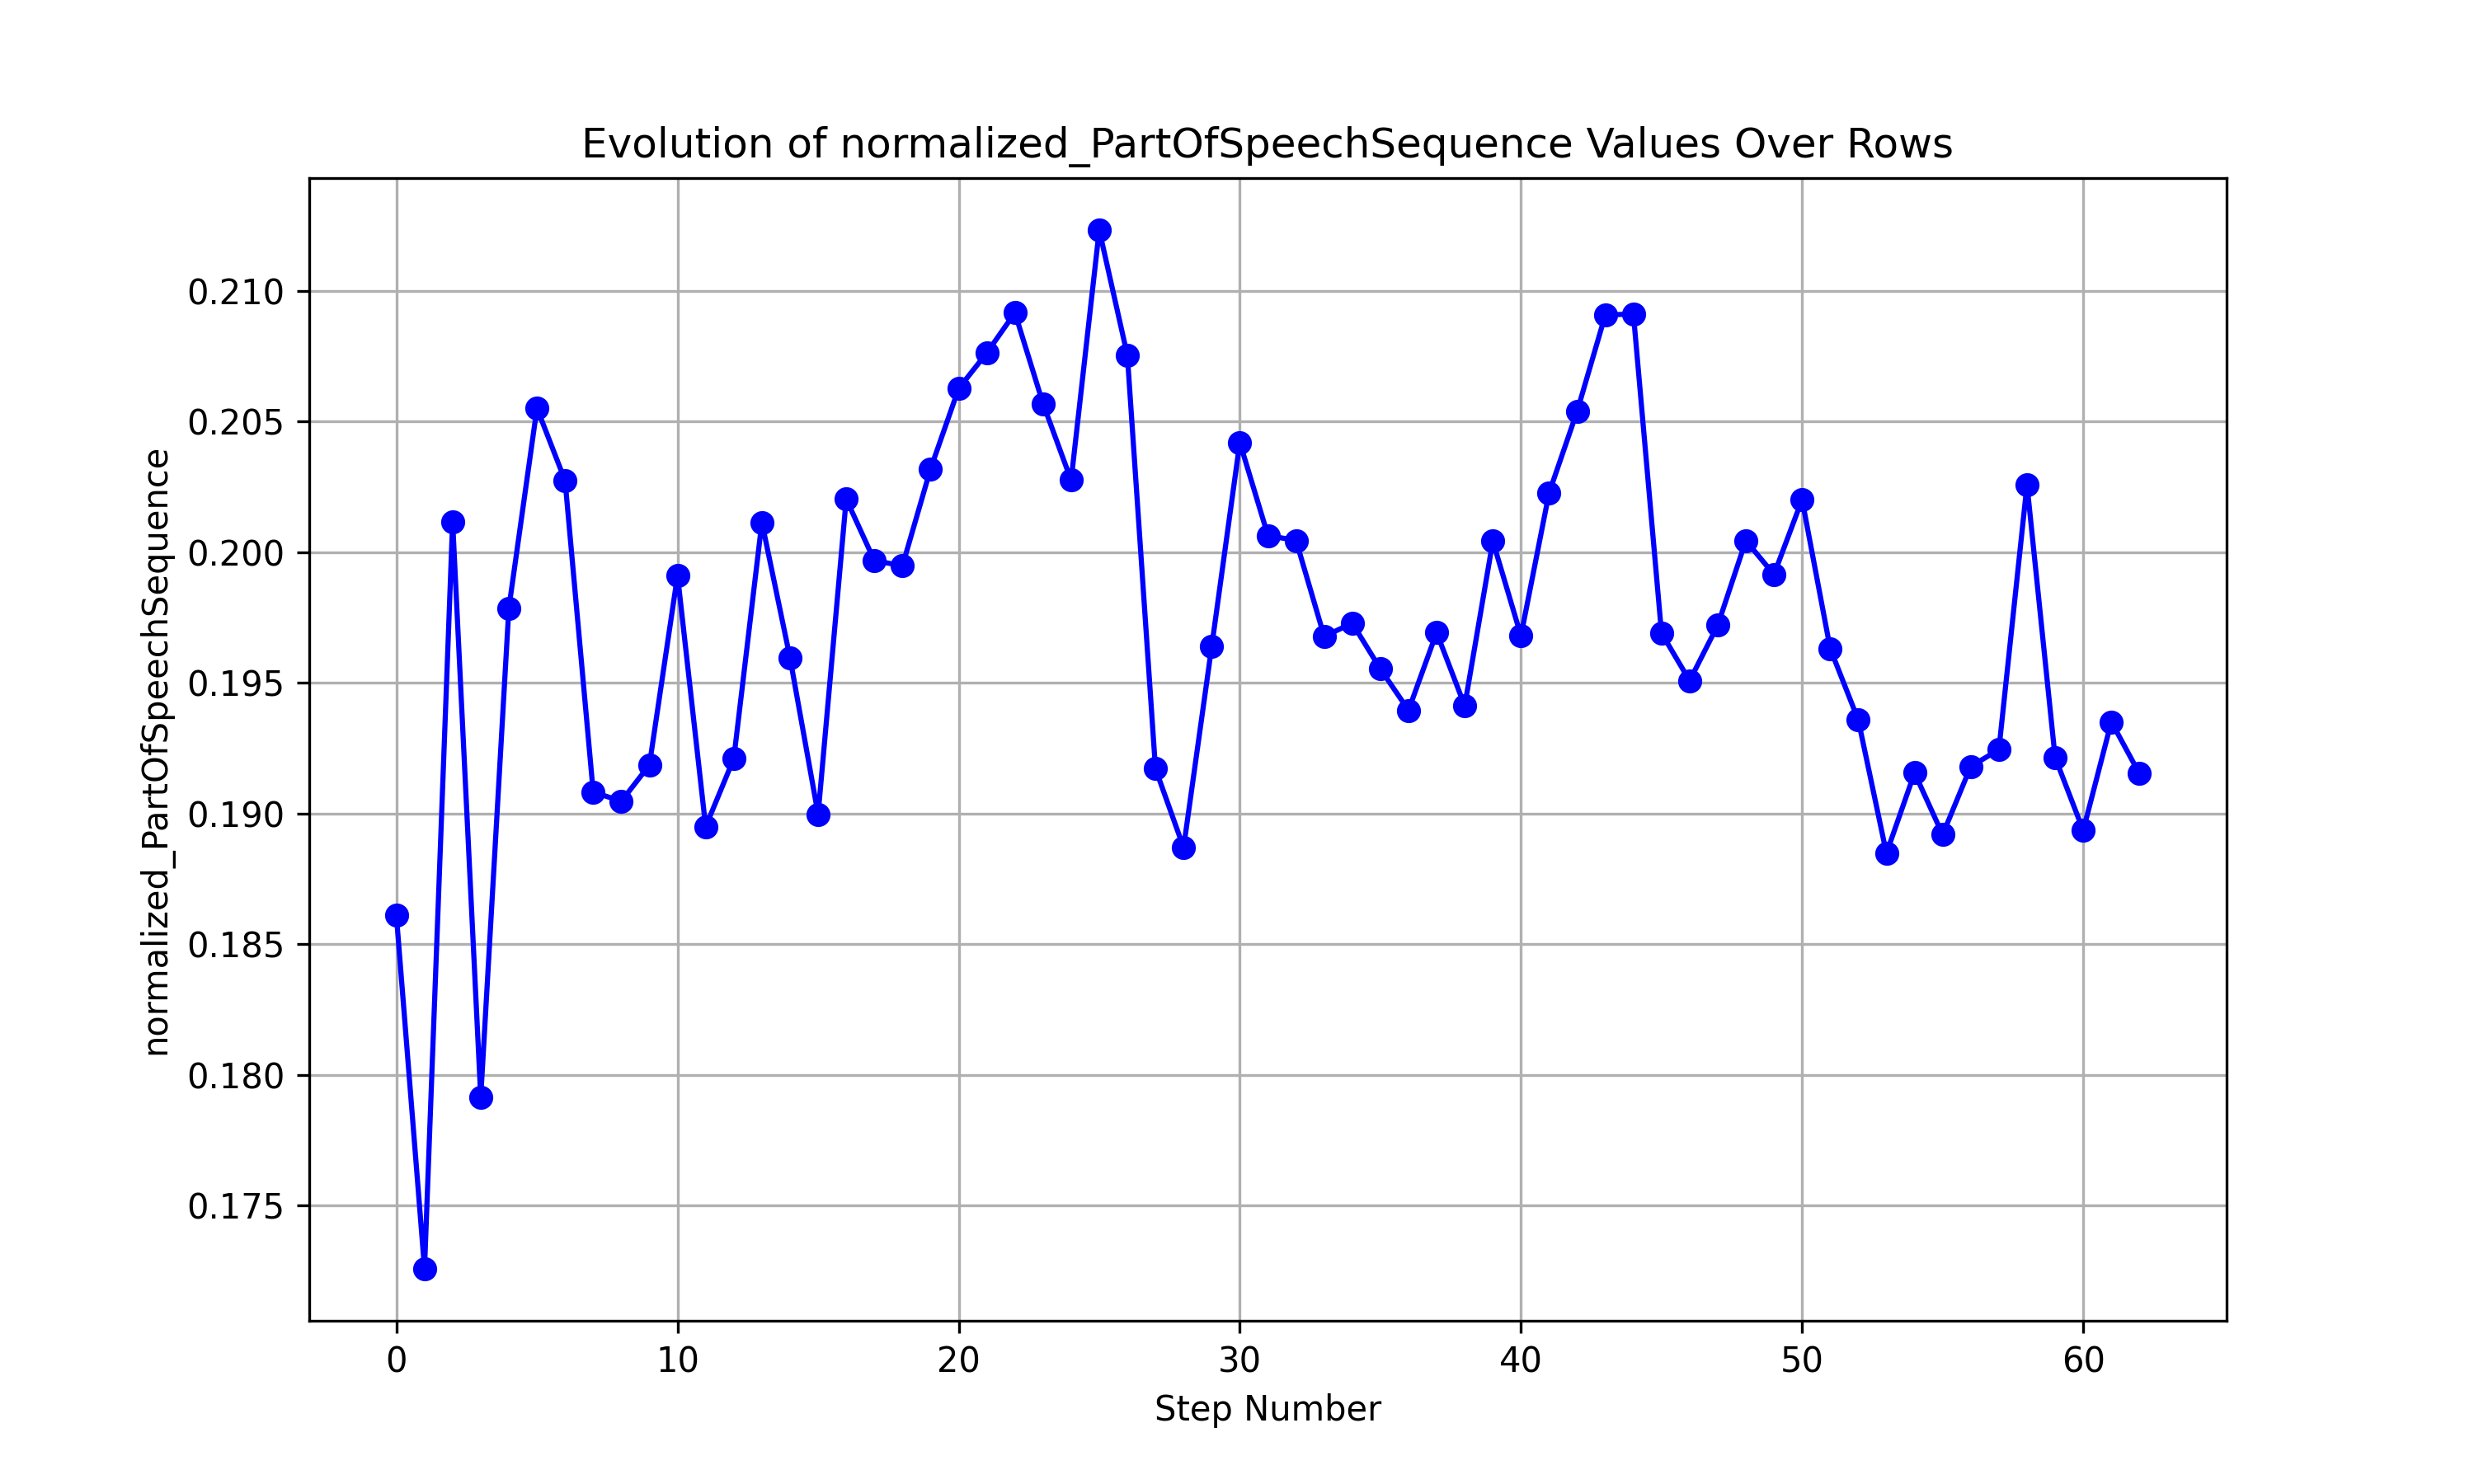 Evolution of normalized_PartOfSpeechSequence Values Over Rows
normalized_PartOfSpeechSequence
0.210
0.205
0.200
0.195
0.190
0.185
0.180
0.175
0 10 20 30 40 50 60
Step Number